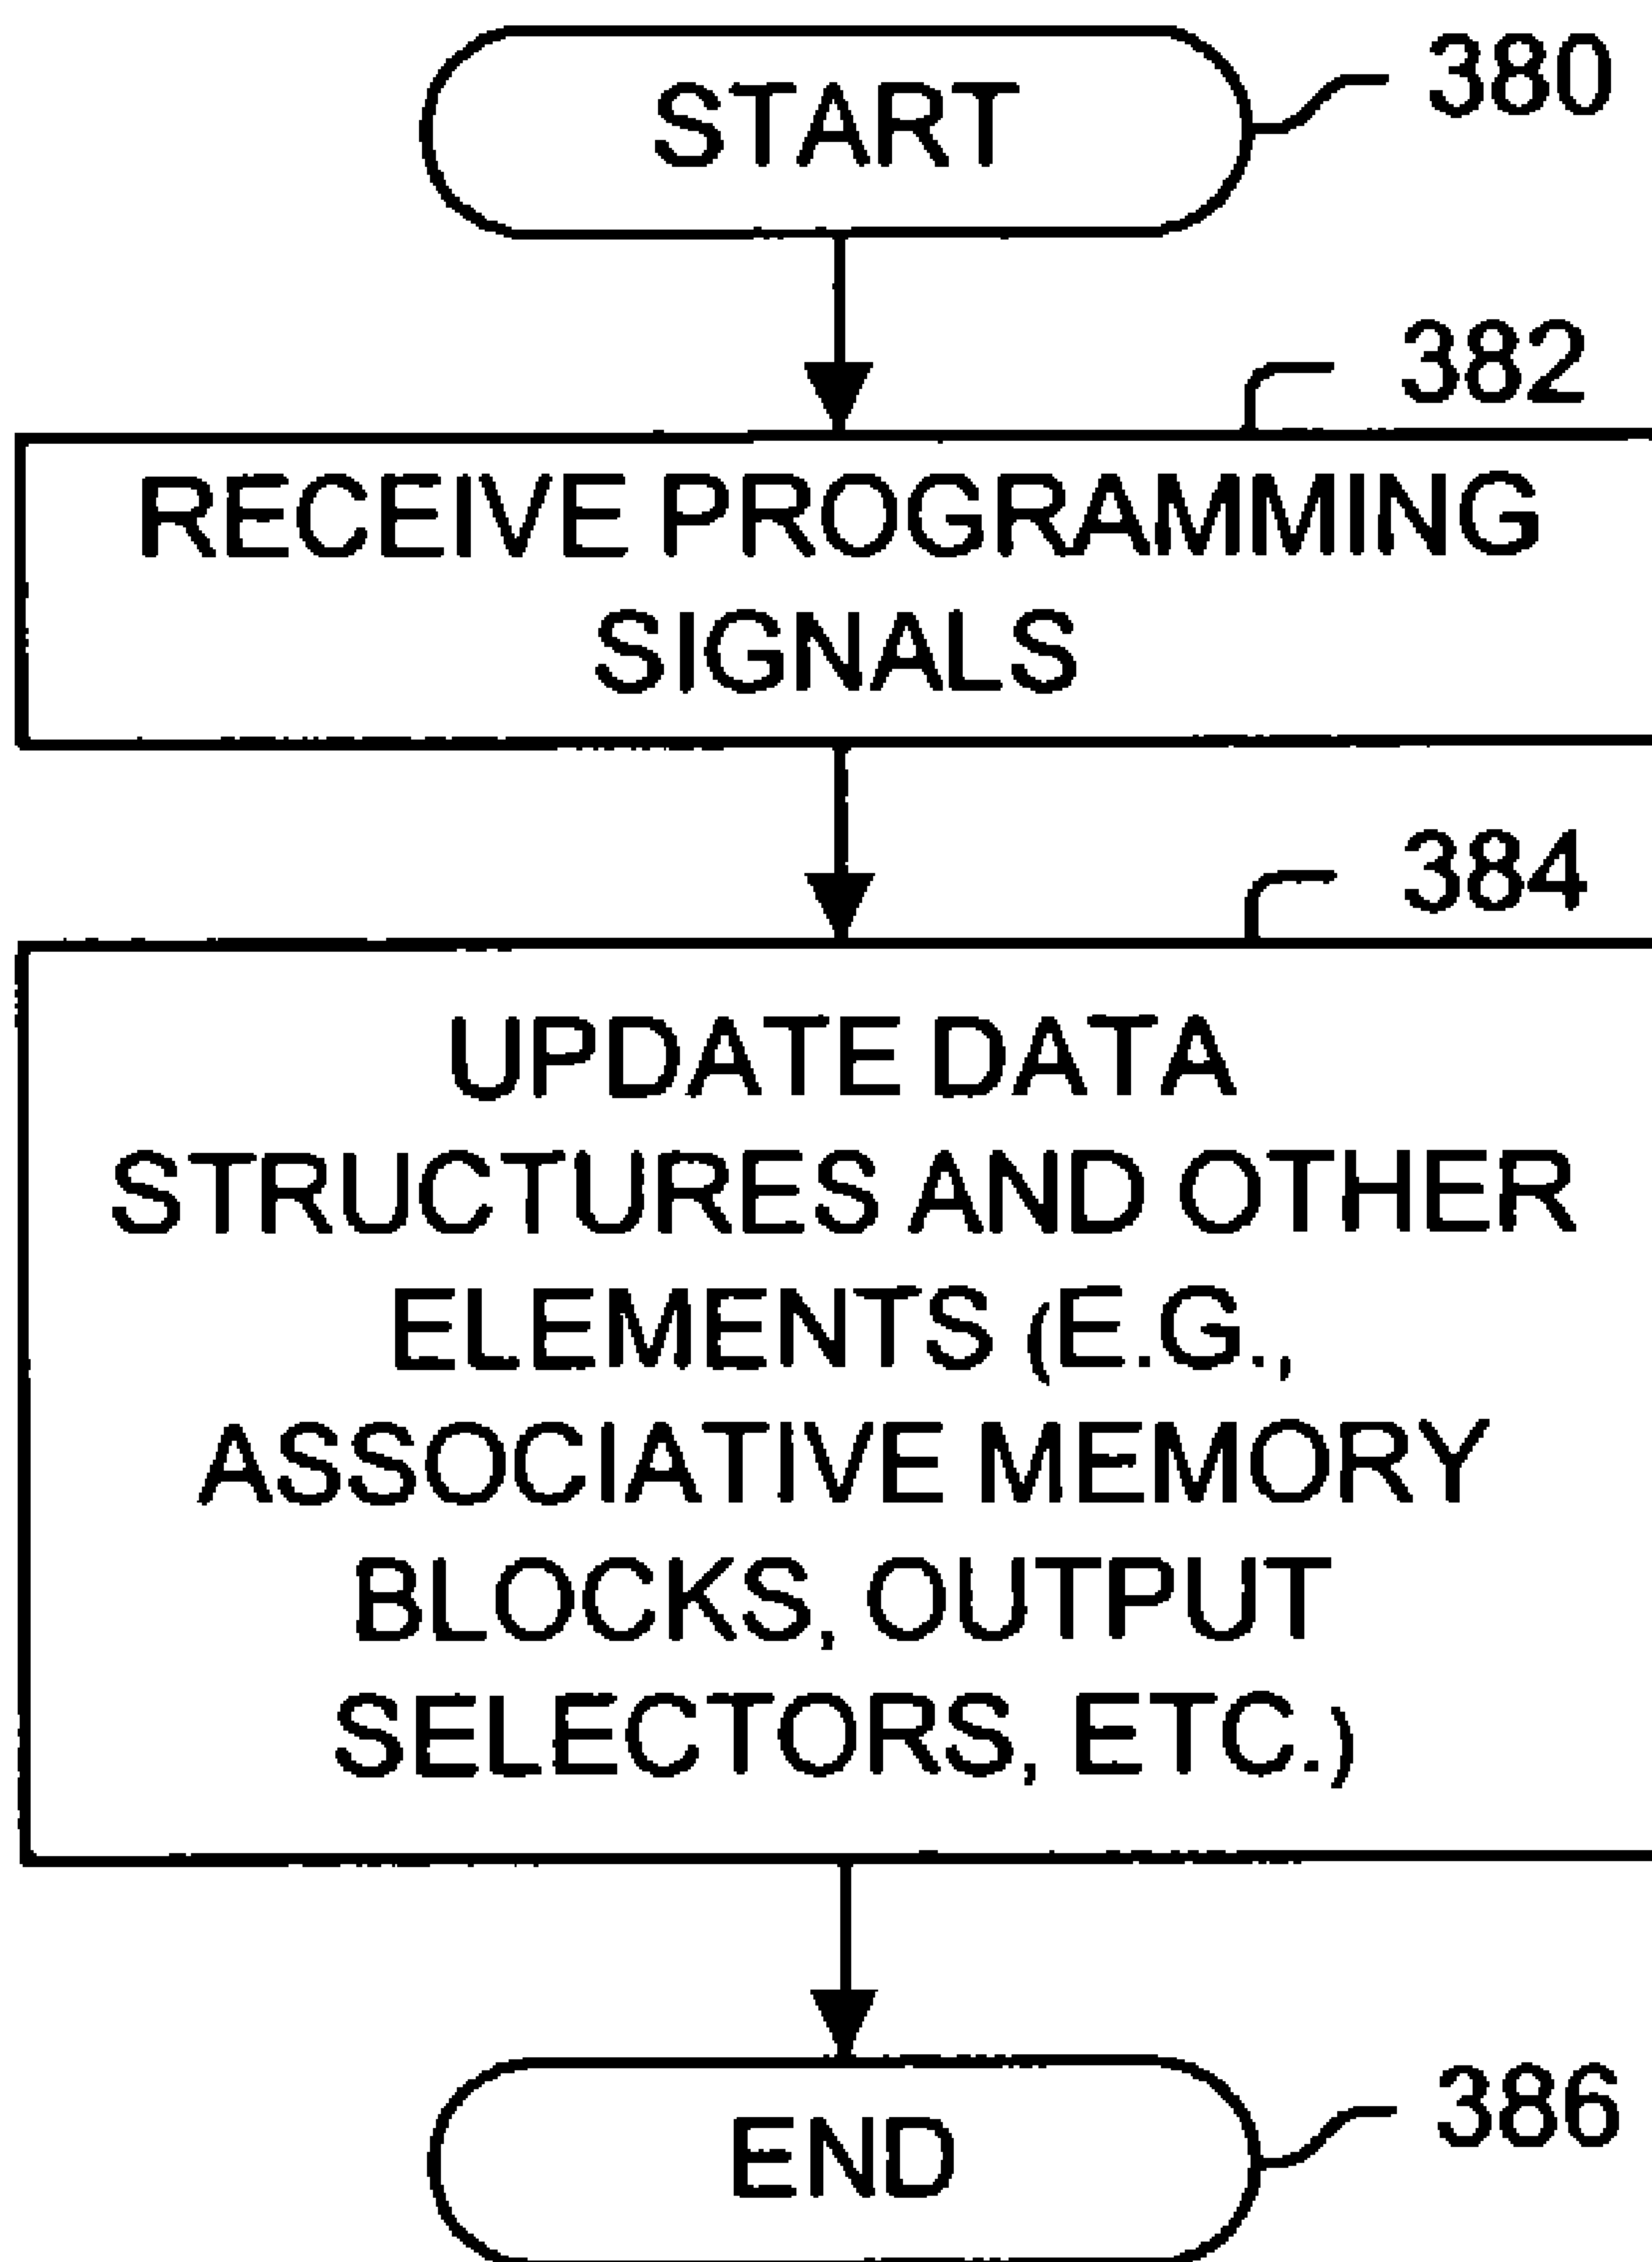 START
380
382
RECEIVE PROGRAMMING
SIGNALS
384
UPDATE DATA
STRUCTURES AND OTHER
ELEMENTS (E.G.,
ASSOCIATIVE MEMORY
BLOCKS, OUTPUT
SELECTORS, ETC.)
END
386